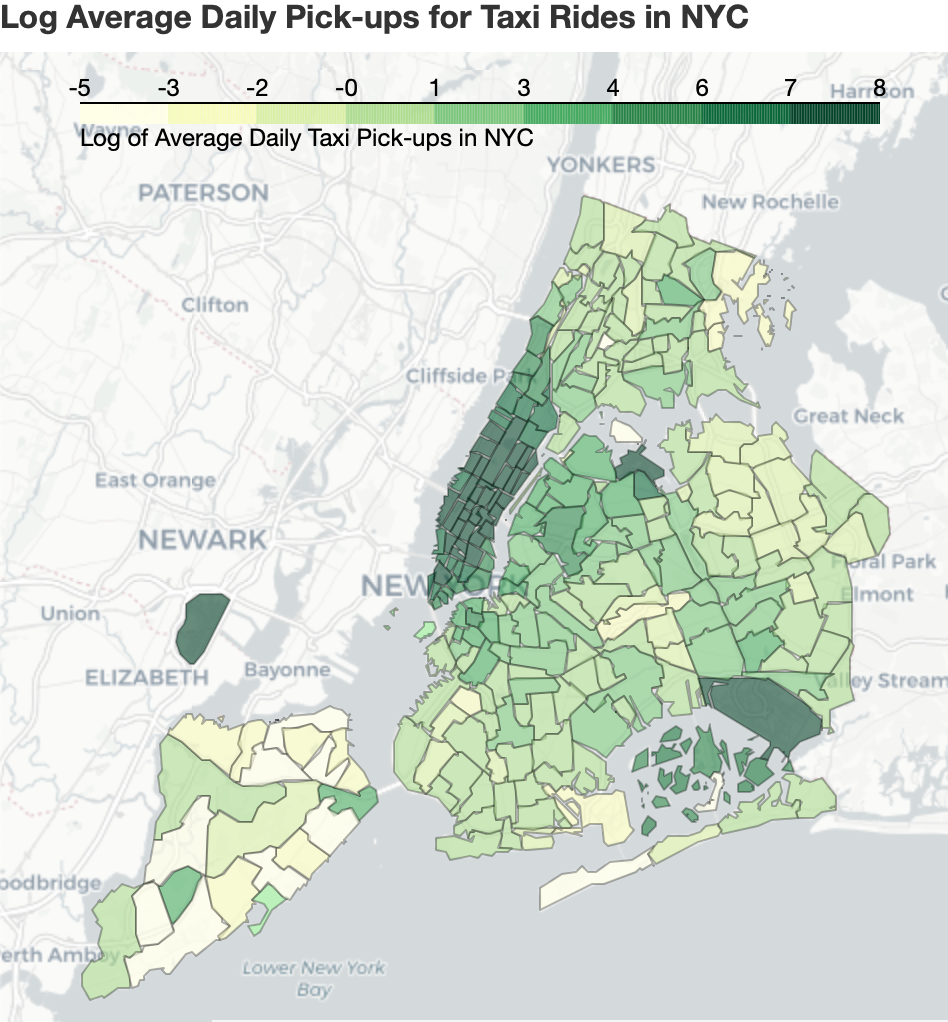 Log Average Daily Pick-ups for Taxi Rides in NYC
-5 -3 -2 -0 1 3 4 6 7 8
Harrison
Wayne
Log of Average Daily Taxi Pick-ups in NYC
YONKERS
PATERSON
New Rochelle
Clifton
Cliffside Park
Great Neck
East Orange
NEWARK
Floral Park
NEW YORK
Elmont
Union
Bayonne
ELIZABETH
Valley Stream
oodbridge
erth Amboy
Lower New York
Bay